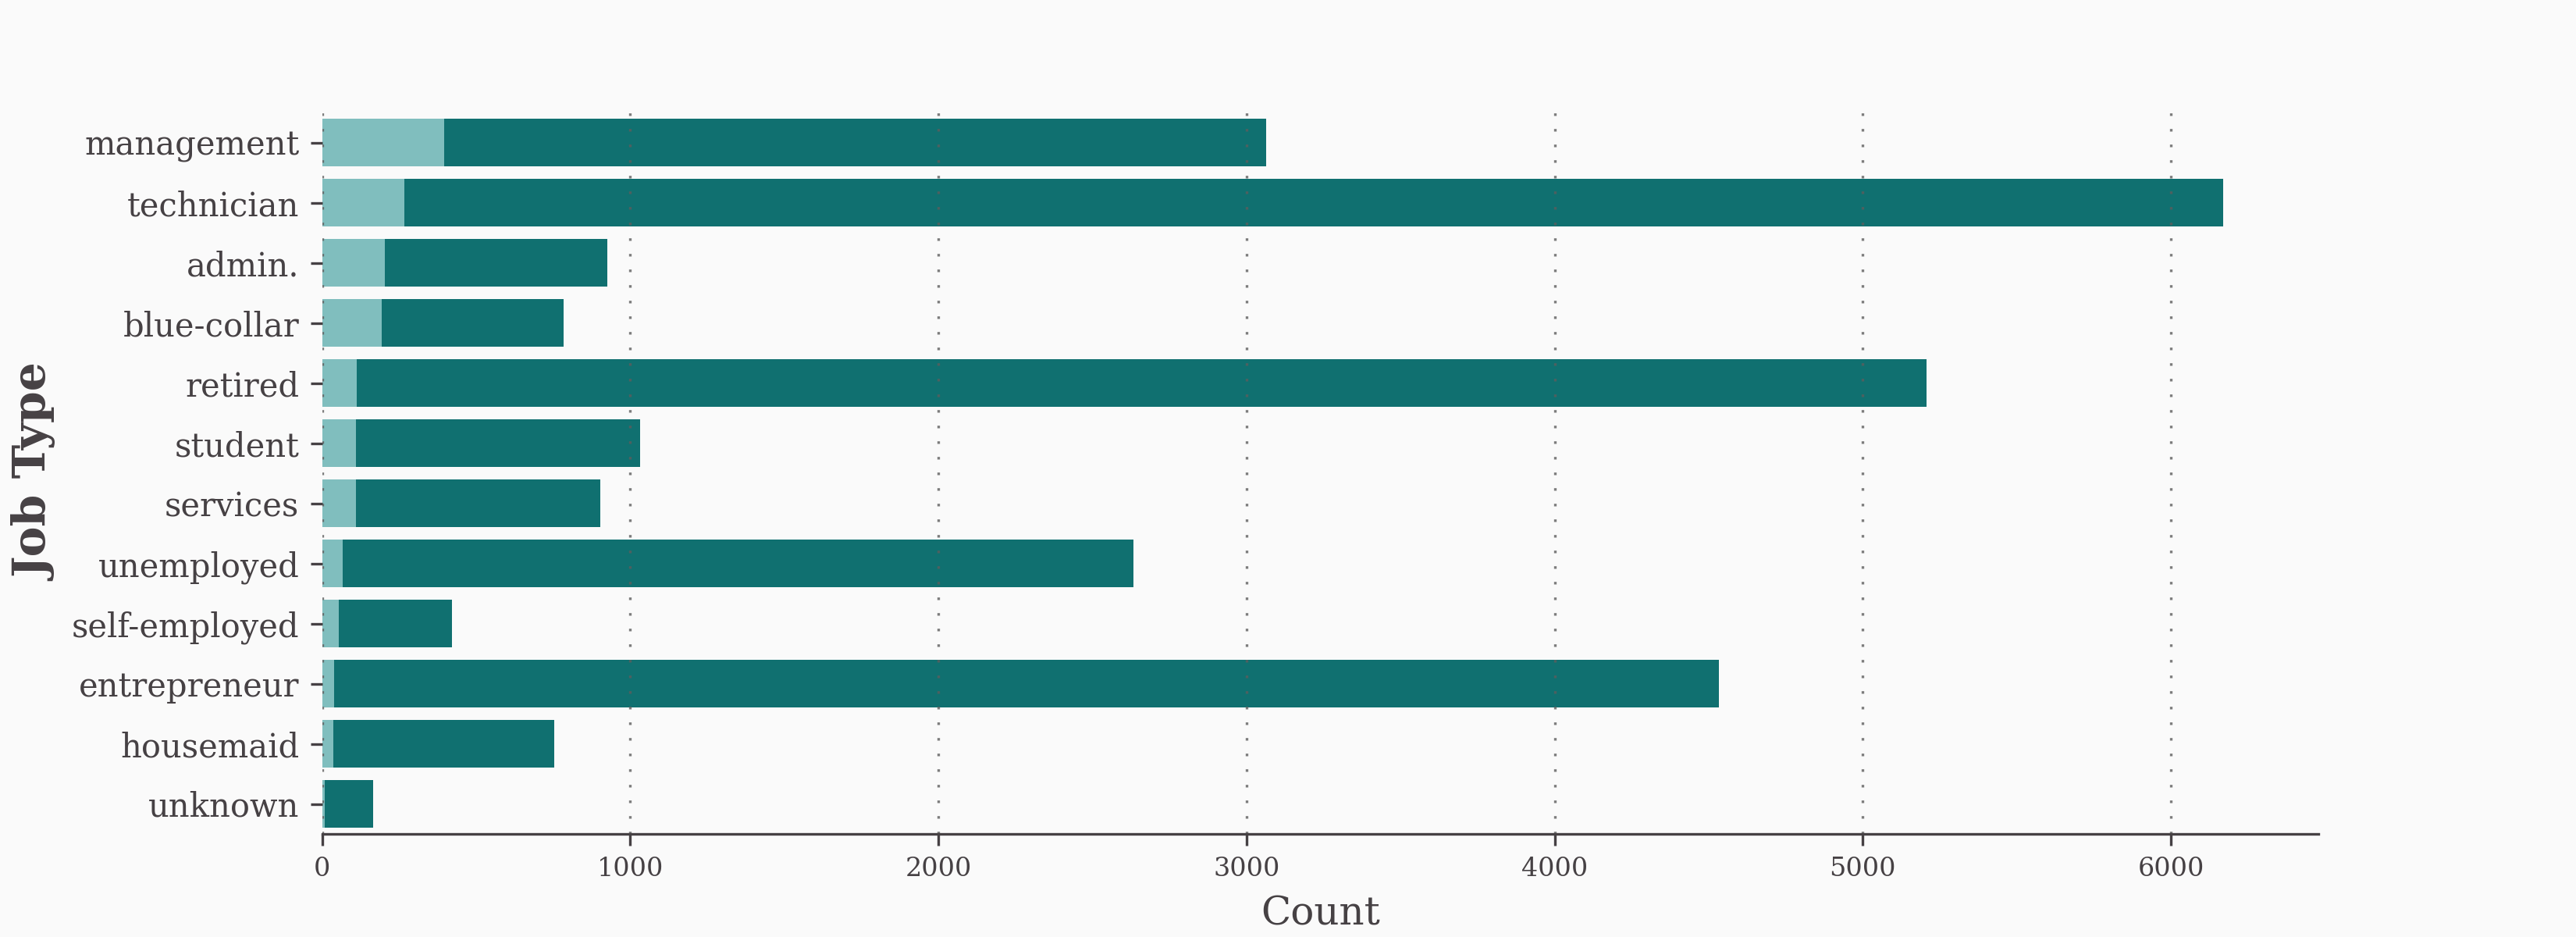 management
technician
admin.
blue-collar
retired
student
services
unemployed
self-employed
entrepreneur
housemaid
unknown
Job Type
0 1000 2000 3000 4000 5000 6000
Count